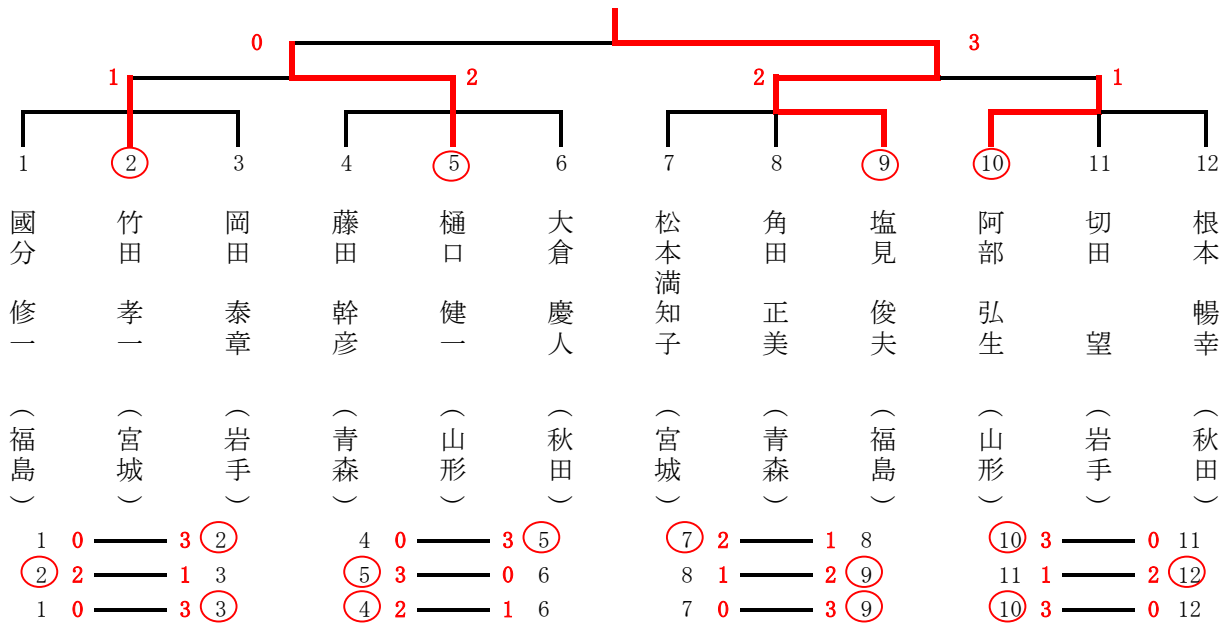 0 3
1 2 2 1
1 2 3 4 5 6 7 8 9 10 11 12
國分 修一 (福島)
竹田 孝一 (宮城)
岡田 泰章 (岩手)
藤田 幹彦 (青森)
樋口 健一 (山形)
大倉 慶人 (秋田)
松本満知子 (宮城)
角田 正美 (青森)
塩見 俊夫 (福島)
阿部 弘生 (山形)
切田 望 (岩手)
根本 暢幸 (秋田)
1 0 3 2 4 0 3 5 7 2 1 8 10 3 0 11
2 2 1 3 5 3 0 6 8 1 2 9 11 1 2 12
1 0 3 3 4 2 1 6 7 0 3 9 10 3 0 12